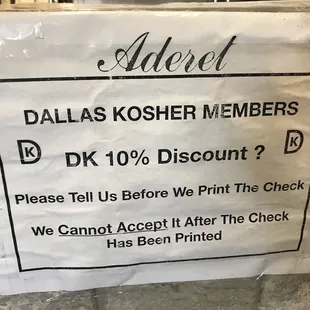 Aderet
DALLAS KOSHER MEMBERS
K DK 10% Discount ? K
Please Tell Us Before We Print The Check
We Cannot Accept It After The Check
Has Been Printed